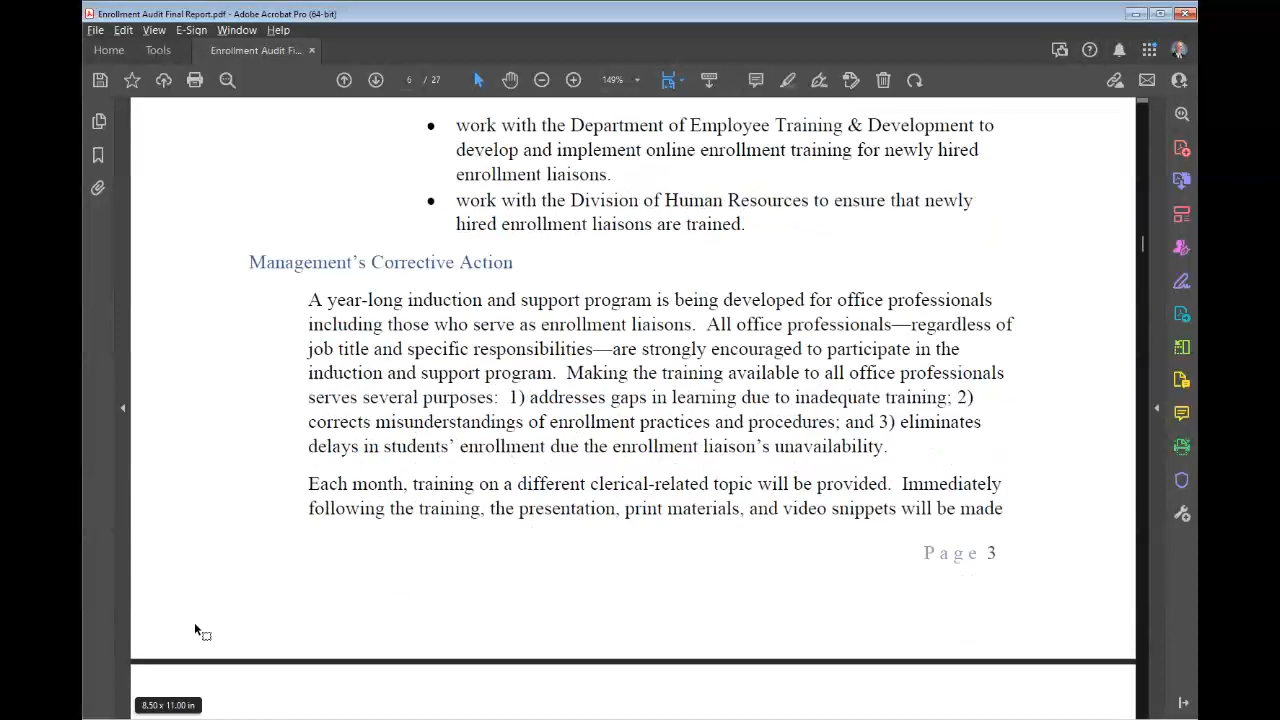 Enrollment Audit Final Report.pdf - Adobe Acrobat Pro (64-bit)
File Edit View E-Sign Window Help
Home Tools Enrollment Audit Fi... ×
6 / 27 149%
• work with the Department of Employee Training & Development to
develop and implement online enrollment training for newly hired
enrollment liaisons.
• work with the Division of Human Resources to ensure that newly
hired enrollment liaisons are trained.
Management's Corrective Action
A year-long induction and support program is being developed for office professionals
including those who serve as enrollment liaisons. All office professionals—regardless of
job title and specific responsibilities—are strongly encouraged to participate in the
induction and support program. Making the training available to all office professionals
serves several purposes: 1) addresses gaps in learning due to inadequate training; 2)
corrects misunderstandings of enrollment practices and procedures; and 3) eliminates
delays in students' enrollment due the enrollment liaison's unavailability.
Each month, training on a different clerical-related topic will be provided. Immediately
following the training, the presentation, print materials, and video snippets will be made
Page 3
8.50 x 11.00 in